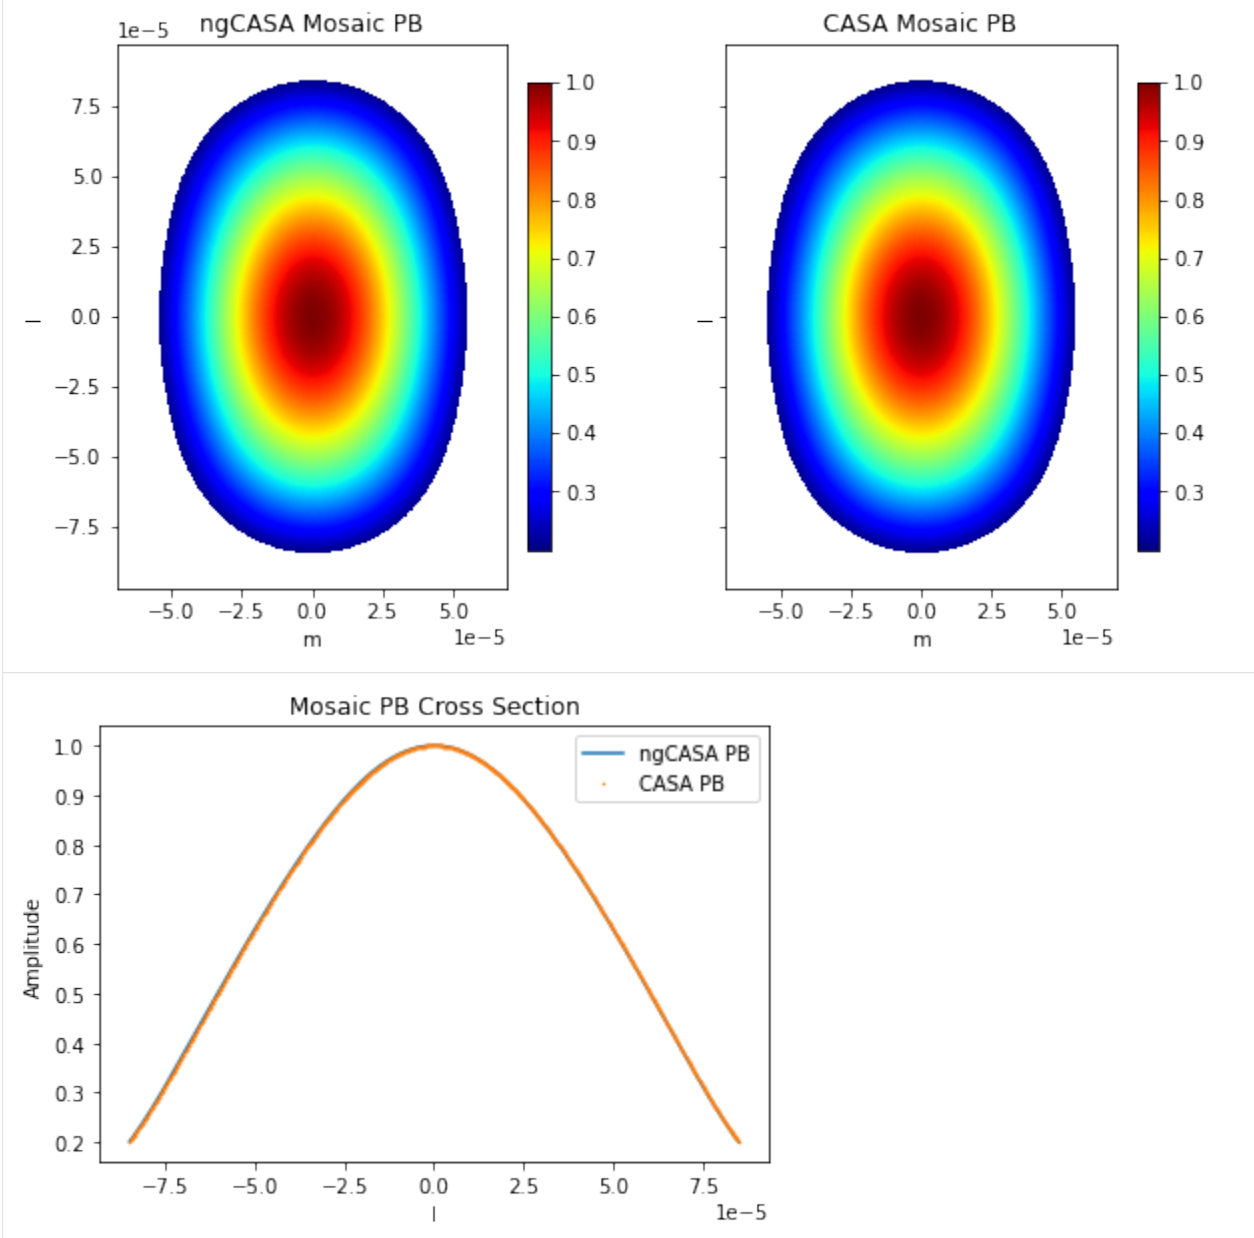 1e−5 ngCASA Mosaic PB
7.5
5.0
2.5
0.0
−2.5
−5.0
−7.5
l
−5.0 −2.5 0.0 2.5 5.0
1e−5
m
1.0
0.9
0.8
0.7
0.6
0.5
0.4
0.3
CASA Mosaic PB
l
−5.0 −2.5 0.0 2.5 5.0
1e−5
m
1.0
0.9
0.8
0.7
0.6
0.5
0.4
0.3
Mosaic PB Cross Section
ngCASA PB
CASA PB
1.0
0.9
0.8
0.7
0.6
0.5
0.4
0.3
0.2
Amplitude
−7.5 −5.0 −2.5 0.0 2.5 5.0 7.5
1e−5
l